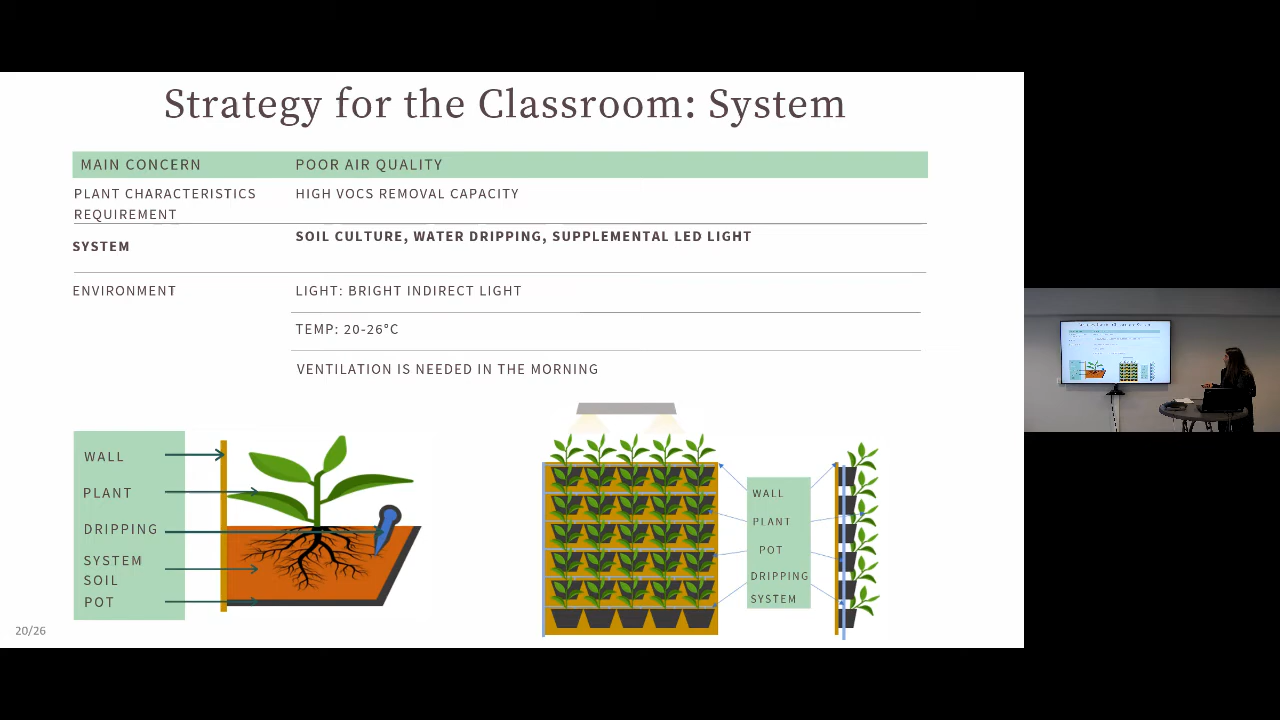 Strategy for the Classroom: System
MAIN CONCERN POOR AIR QUALITY
PLANT CHARACTERISTICS REQUIREMENT HIGH VOCS REMOVAL CAPACITY
SYSTEM SOIL CULTURE, WATER DRIPPING, SUPPLEMENTAL LED LIGHT
ENVIRONMENT LIGHT: BRIGHT INDIRECT LIGHT
TEMP: 20-26°C
VENTILATION IS NEEDED IN THE MORNING
WALL
PLANT
DRIPPING
SYSTEM
SOIL
POT
WALL
PLANT
POT
DRIPPING
SYSTEM
20/26